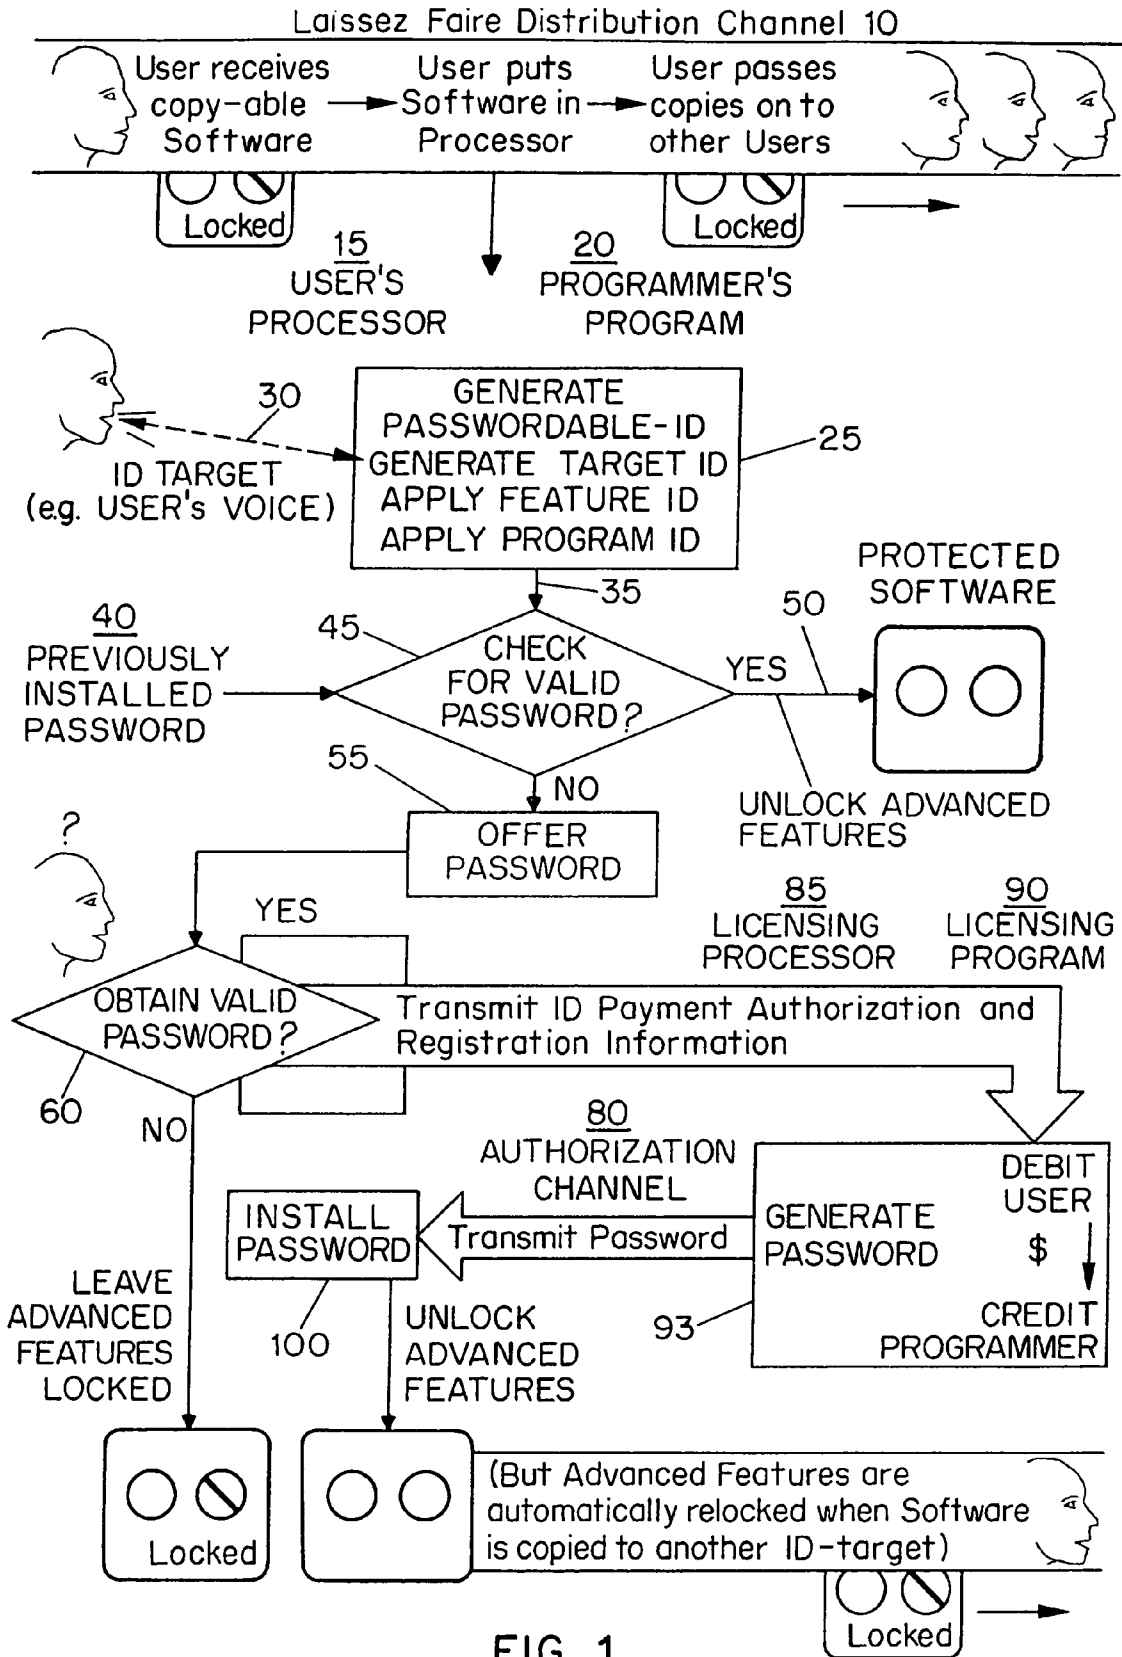 Laissez Faire Distribution Channel 10
User receives
copy-able
Software
User puts
Software in
Processor
User passes
copies on to
other Users
Locked
Locked
15
USER'S
PROCESSOR
20
PROGRAMMER'S
PROGRAM
30
ID TARGET
(e.g. USER's VOICE)
GENERATE
PASSWORDABLE-ID
GENERATE TARGET ID
APPLY FEATURE ID
APPLY PROGRAM ID
25
35
PROTECTED
SOFTWARE
40
PREVIOUSLY
INSTALLED
PASSWORD
45
CHECK
FOR VALID
PASSWORD?
YES
50
UNLOCK ADVANCED
FEATURES
NO
55
OFFER
PASSWORD
?
YES
OBTAIN VALID
PASSWORD?
60
NO
85
LICENSING
PROCESSOR
90
LICENSING
PROGRAM
Transmit ID Payment Authorization and
Registration Information
80
AUTHORIZATION
CHANNEL
DEBIT
USER
$
CREDIT
PROGRAMMER
GENERATE
PASSWORD
93
Transmit Password
INSTALL
PASSWORD
100
LEAVE
ADVANCED
FEATURES
LOCKED
UNLOCK
ADVANCED
FEATURES
Locked
(But Advanced Features are
automatically relocked when Software
is copied to another ID-target)
Locked
FIG. 1